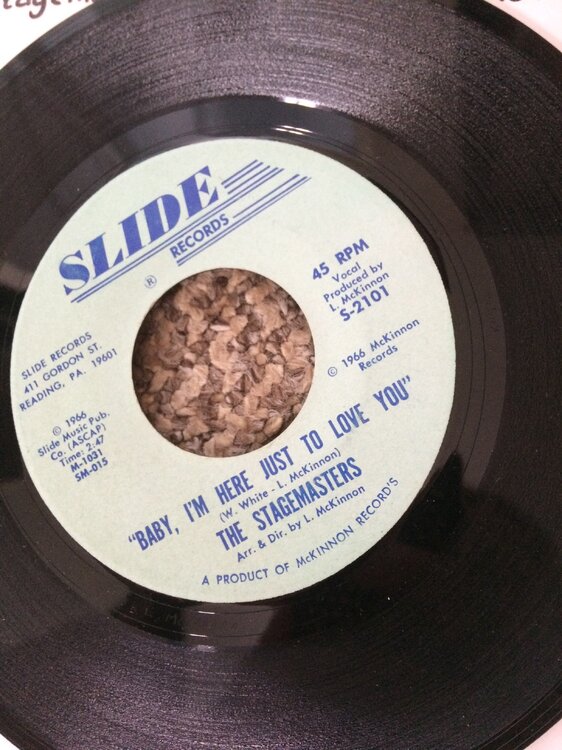 SLIDE
RECORDS
®
45 RPM
Vocal
Produced by
L. McKinnon
S-2101
SLIDE RECORDS
411 GORDON ST.
READING, PA. 19601
© 1966
Slide Music Pub.
Co. (ASCAP)
Time: 2:47
M-1031
SM-015
© 1966 McKinnon
Records
"BABY, I'M HERE JUST TO LOVE YOU"
(W. White - L. McKinnon)
THE STAGEMASTERS
Arr. & Dir. by L. McKinnon
A PRODUCT OF McKINNON RECORD'S